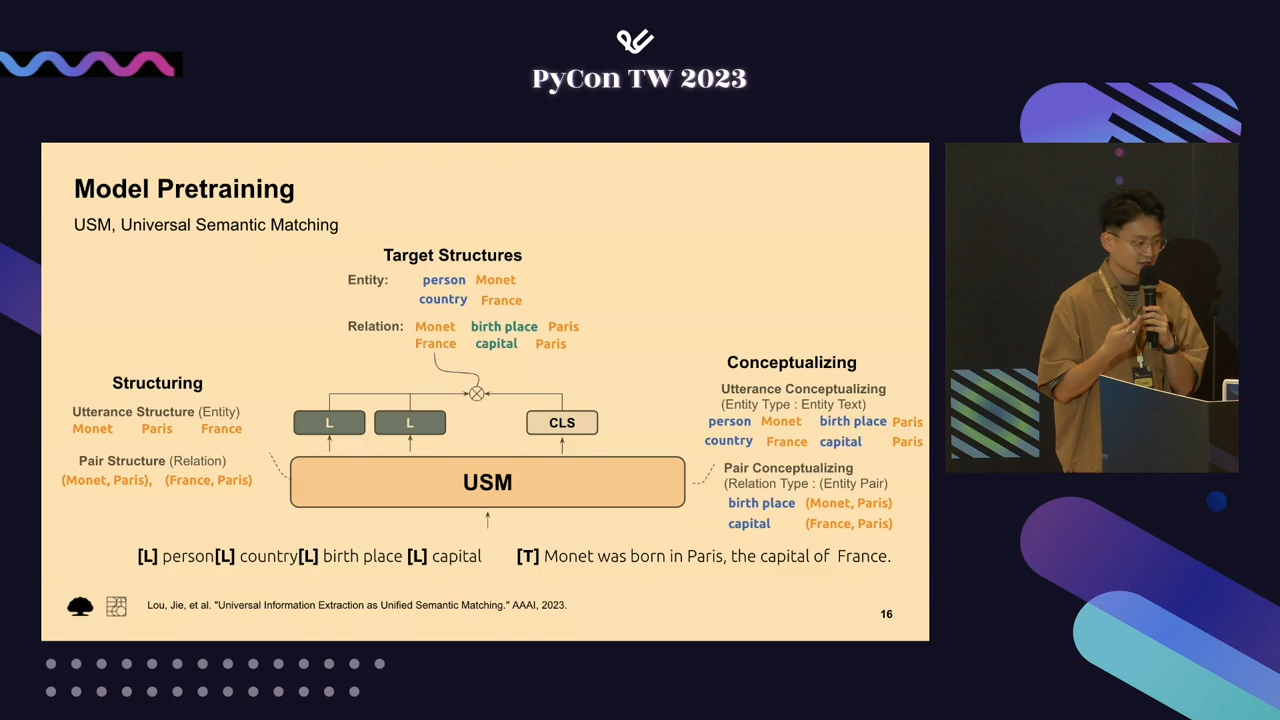 PyCon TW 2023
Model Pretraining
USM, Universal Semantic Matching
Target Structures
Entity: person Monet
country France
Relation: Monet birth place Paris
France capital Paris
Structuring
Utterance Structure (Entity)
Monet Paris France
Pair Structure (Relation)
(Monet, Paris), (France, Paris)
L L CLS
USM
Conceptualizing
Utterance Conceptualizing
(Entity Type : Entity Text)
person Monet birth place Paris
country France capital Paris
Pair Conceptualizing
(Relation Type : (Entity Pair)
birth place (Monet, Paris)
capital (France, Paris)
[L] person[L] country[L] birth place [L] capital [T] Monet was born in Paris, the capital of France.
Lou, Jie, et al. "Universal Information Extraction as Unified Semantic Matching." AAAI, 2023.
16